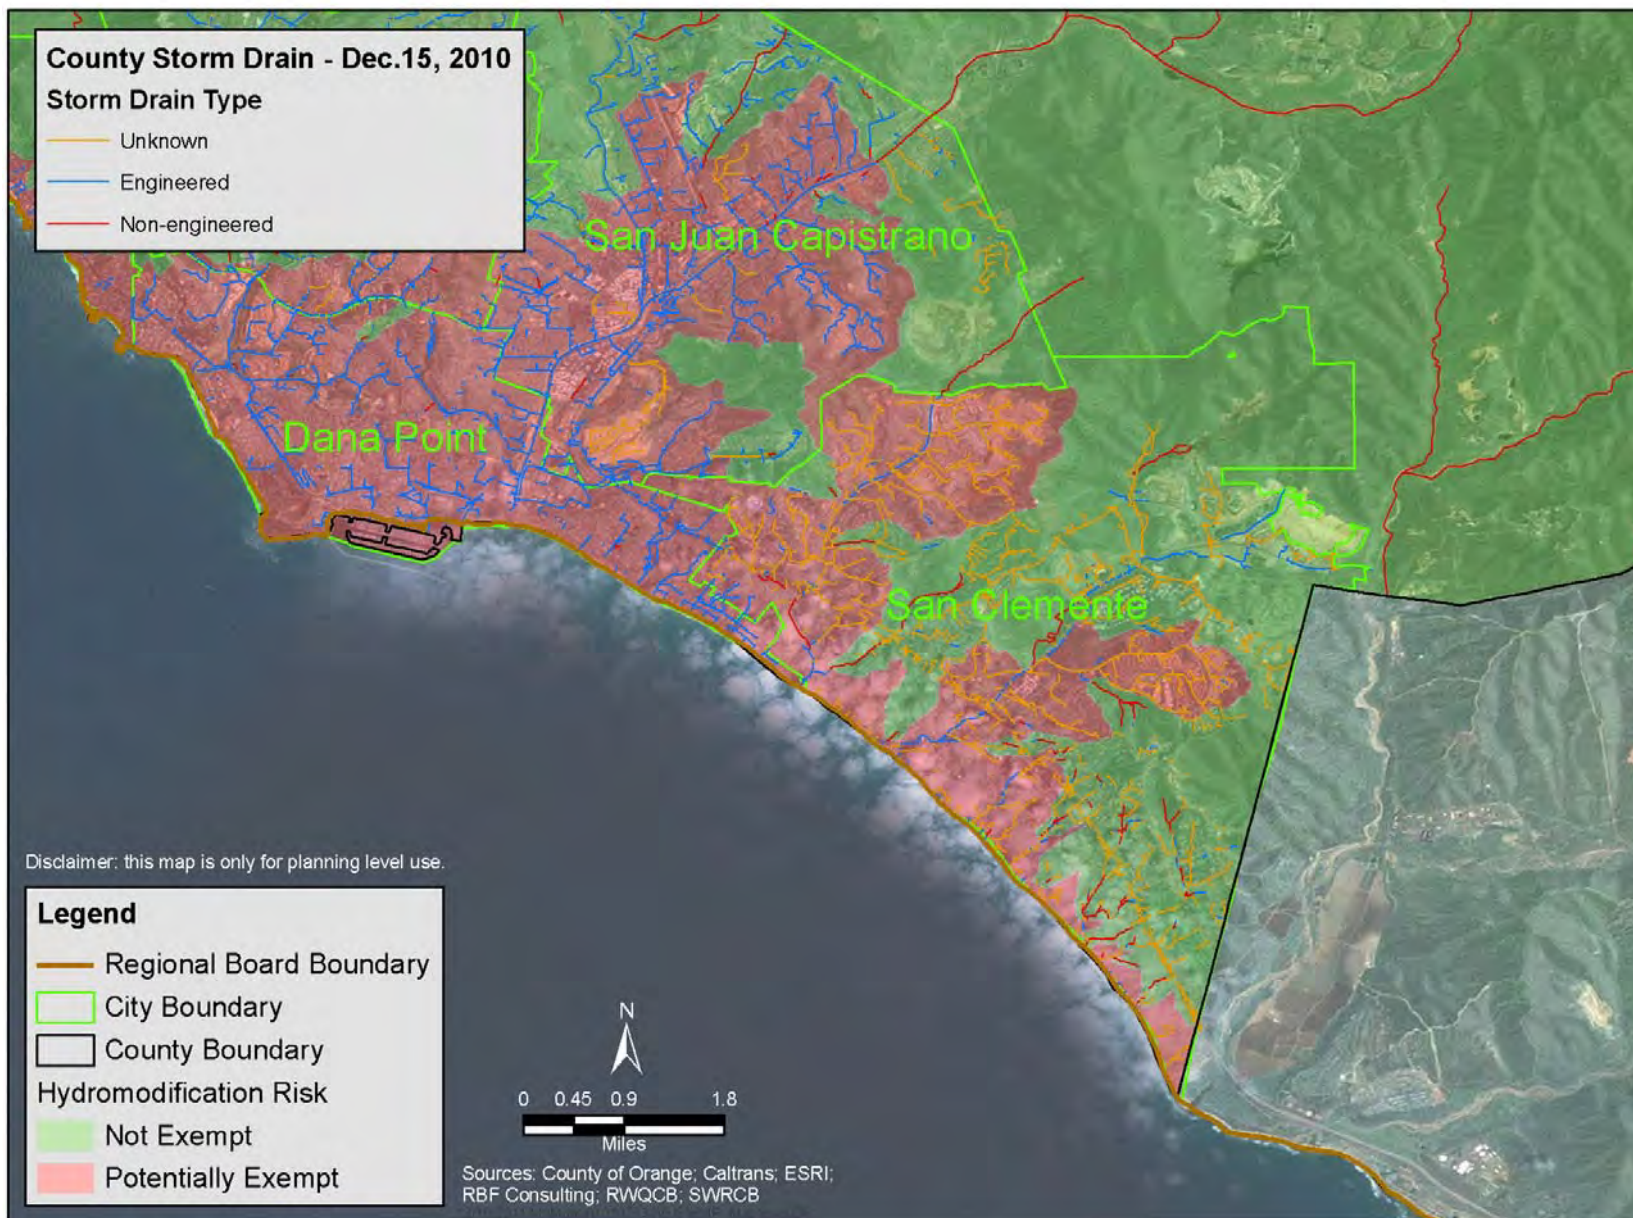 County Storm Drain - Dec.15, 2010
Storm Drain Type
Unknown
Engineered
Non-engineered
San Juan Capistrano
Dana Point
San Clemente
Disclaimer: this map is only for planning level use.
Legend
Regional Board Boundary
City Boundary
County Boundary
Hydromodification Risk
Not Exempt
Potentially Exempt
N
0 0.45 0.9 1.8
Miles
Sources: County of Orange; Caltrans; ESRI;
RBF Consulting; RWQCB; SWRCB